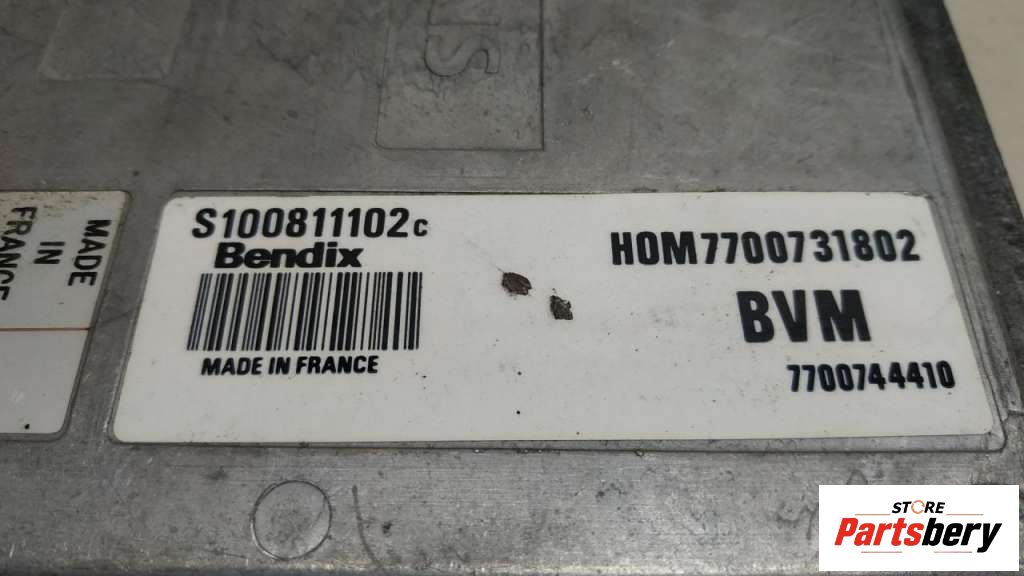 S100811102c
Bendix
MADE IN FRANCE
HOM7700731802
BVM
7700744410
MADE
IN
FRANCE
STORE
Partsbery